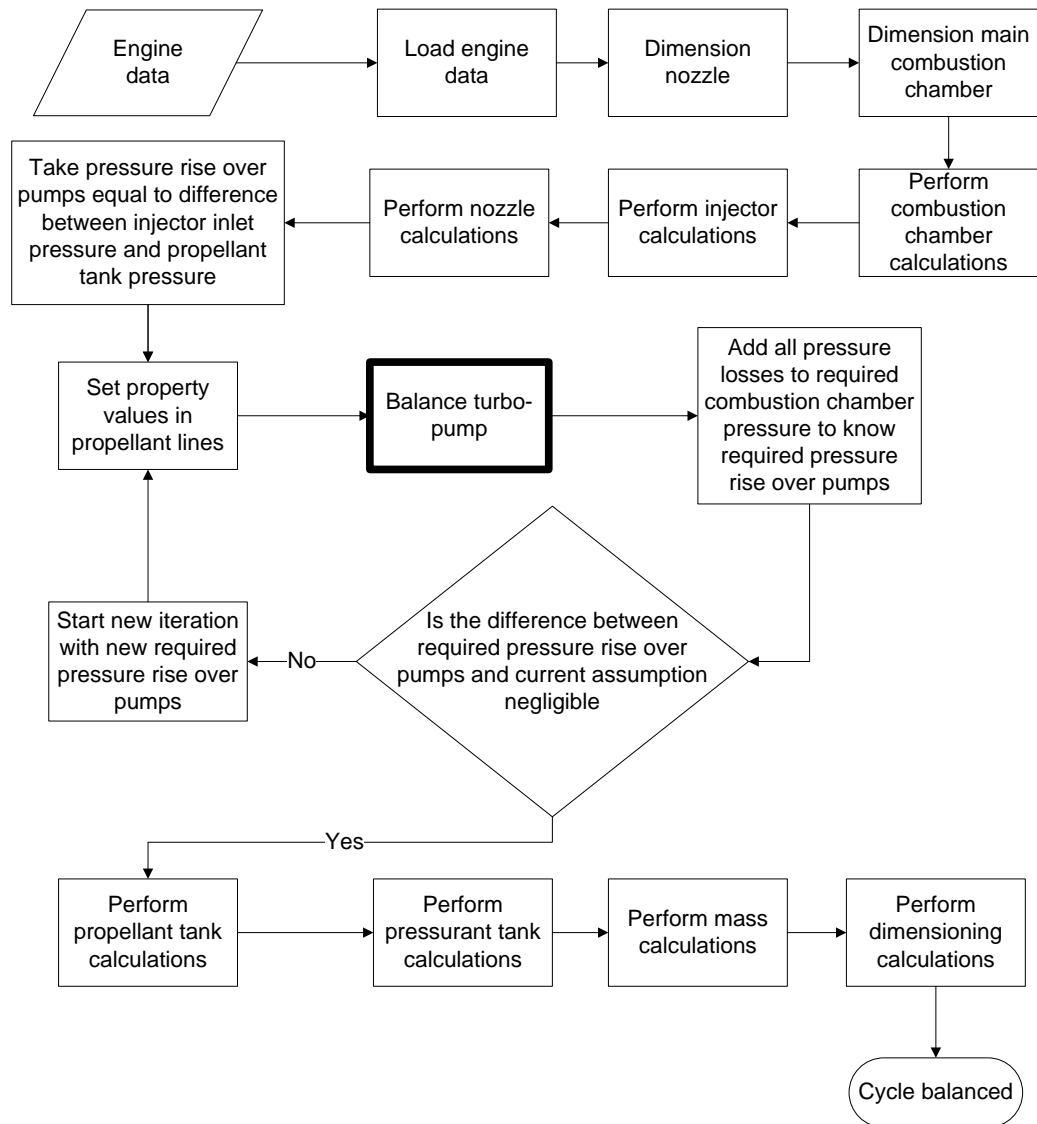 Engine
data
Load engine
data
Dimension
nozzle
Dimension main
combustion
chamber
Take pressure rise over
pumps equal to difference
between injector inlet
pressure and propellant
tank pressure
Perform nozzle
calculations
Perform injector
calculations
Perform
combustion
chamber
calculations
Set property
values in
propellant lines
Balance turbo-
pump
Add all pressure
losses to required
combustion chamber
pressure to know
required pressure
rise over pumps
Start new iteration
with new required
pressure rise over
pumps
No
Is the difference between
required pressure rise over
pumps and current assumption
negligible
Yes
Perform
propellant tank
calculations
Perform
pressurant tank
calculations
Perform mass
calculations
Perform
dimensioning
calculations
Cycle balanced